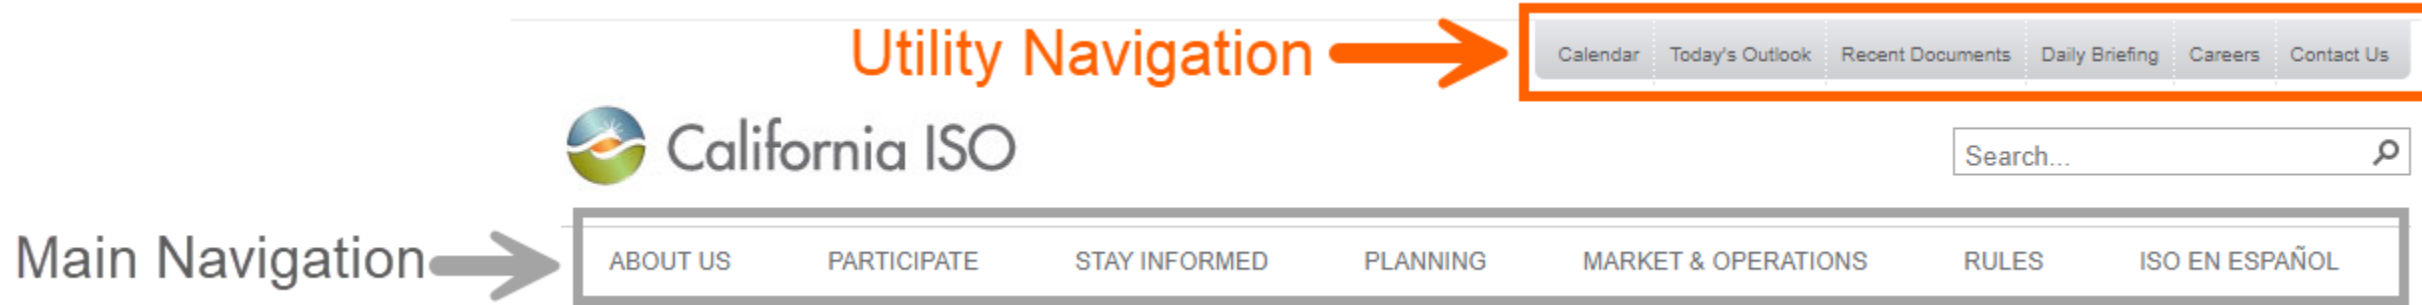 Utility Navigation
Calendar Today's Outlook Recent Documents Daily Briefing Careers Contact Us
California ISO
Search...
Main Navigation
ABOUT US PARTICIPATE STAY INFORMED PLANNING MARKET & OPERATIONS RULES ISO EN ESPAÑOL